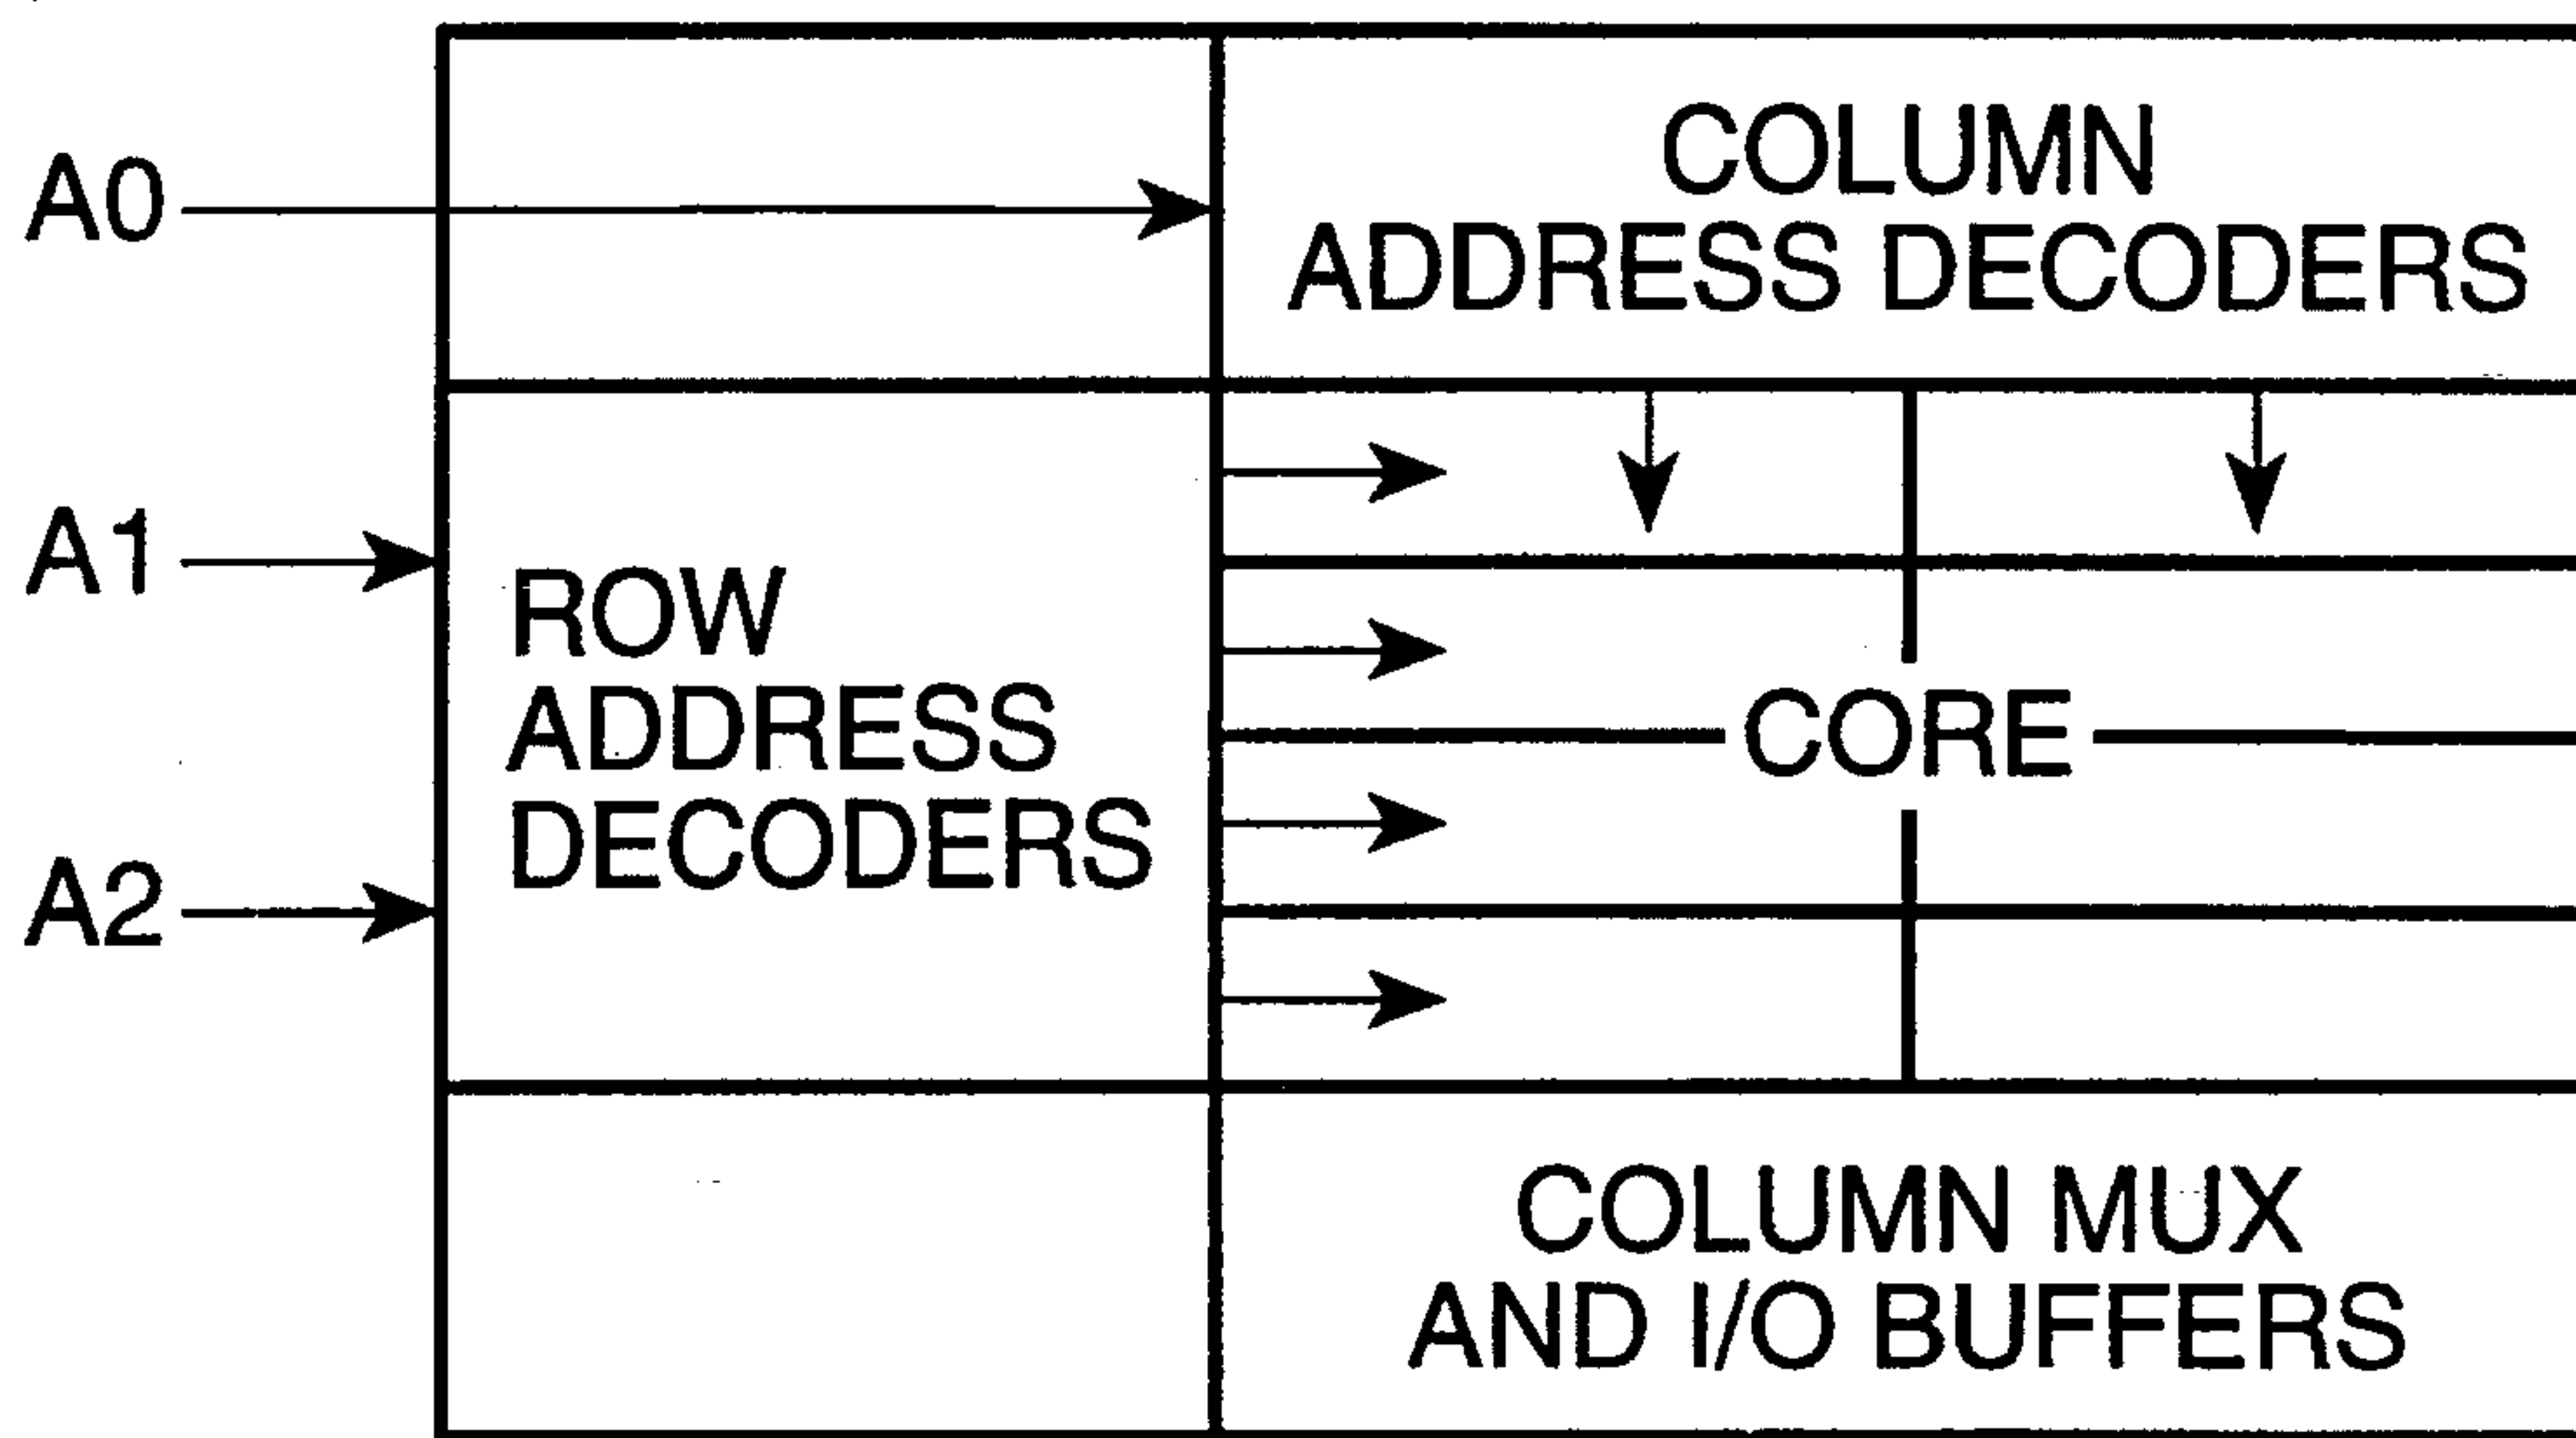 A0
COLUMN
ADDRESS DECODERS
A1
ROW
ADDRESS
DECODERS
CORE
A2
COLUMN MUX
AND I/O BUFFERS